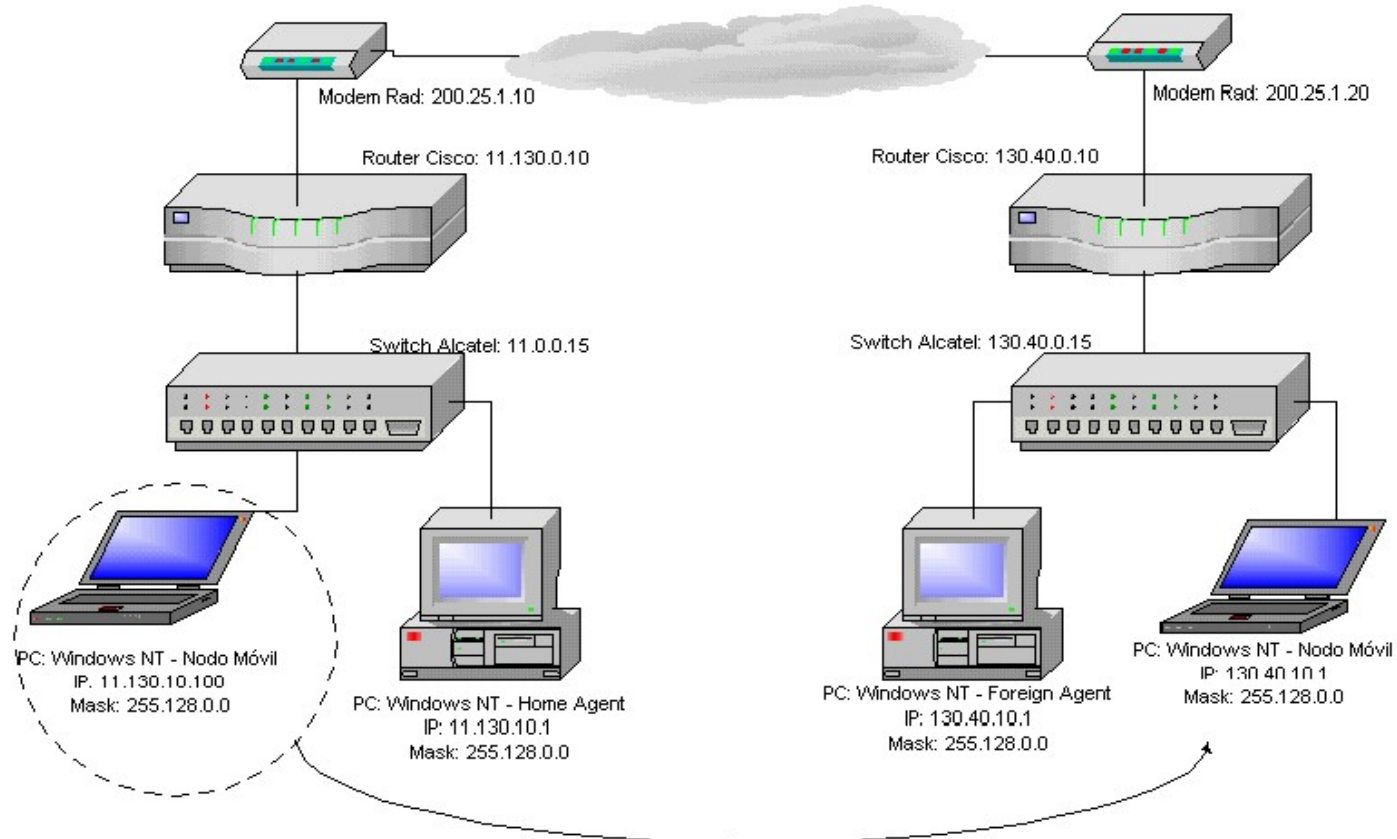 Modem Rad: 200.25.1.10
Modem Rad: 200.25.1.20
Router Cisco: 11.130.0.10
Router Cisco: 130.40.0.10
Switch Alcatel: 11.0.0.15
Switch Alcatel: 130.40.0.15
PC: Windows NT - Nodo Móvil
IP: 11.130.10.100
Mask: 255.128.0.0
PC: Windows NT - Home Agent
IP: 11.130.10.1
Mask: 255.128.0.0
PC: Windows NT - Foreign Agent
IP: 130.40.10.1
Mask: 255.128.0.0
PC: Windows NT - Nodo Móvil
IP: 130.40.10.1
Mask: 255.128.0.0